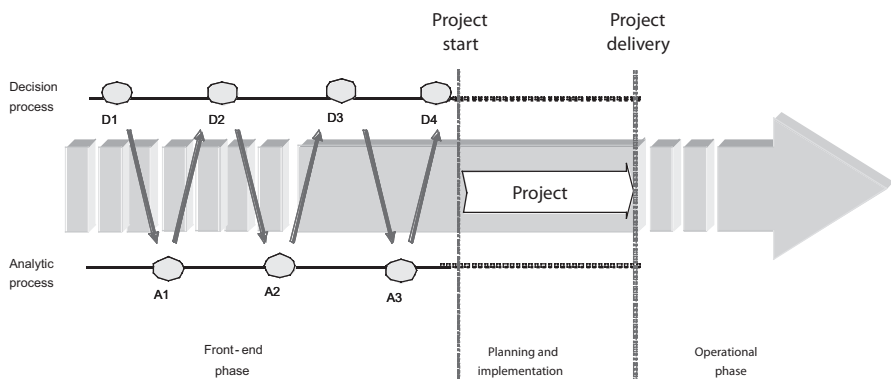 Project
start
Project
delivery
Decision
process
D1
D2
D3
D4
Project
Analytic
process
A1
A2
A3
Front-end
phase
Planning and
implementation
Operational
phase